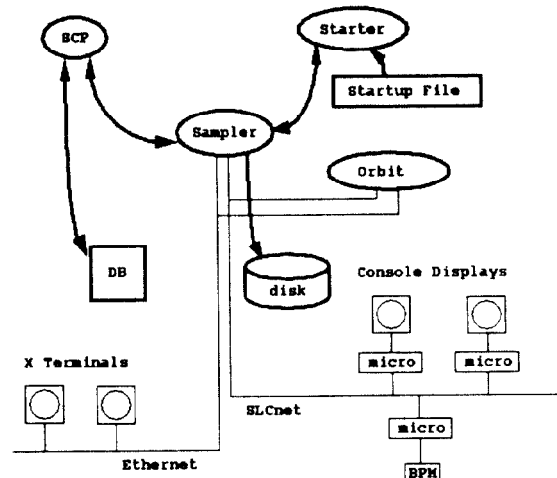 SCP
Starter
Startup File
Sampler
Orbit
DB
disk
Console Displays
micro
micro
X Terminals
SLCnet
micro
Ethernet
BPM